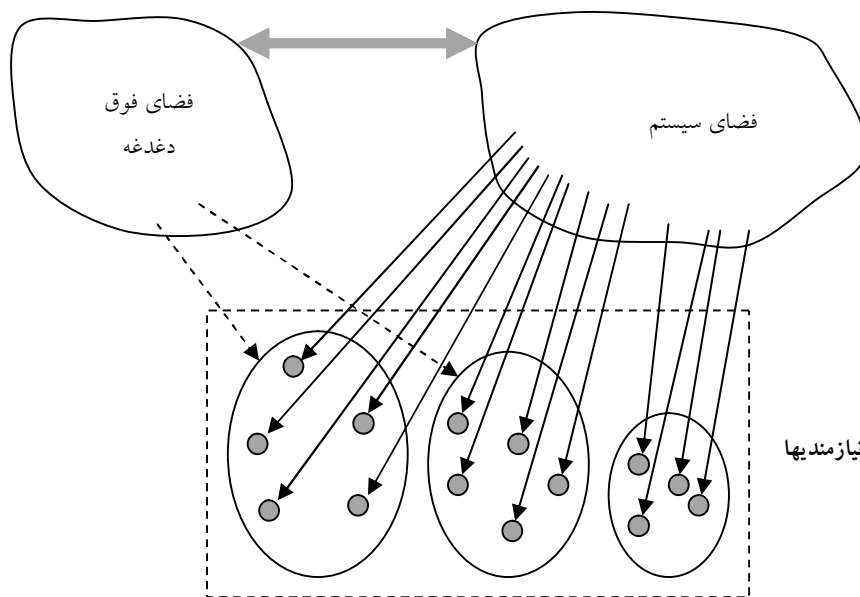 فضای فوق
دغدغه
فضای سیستم
نیازمندیها